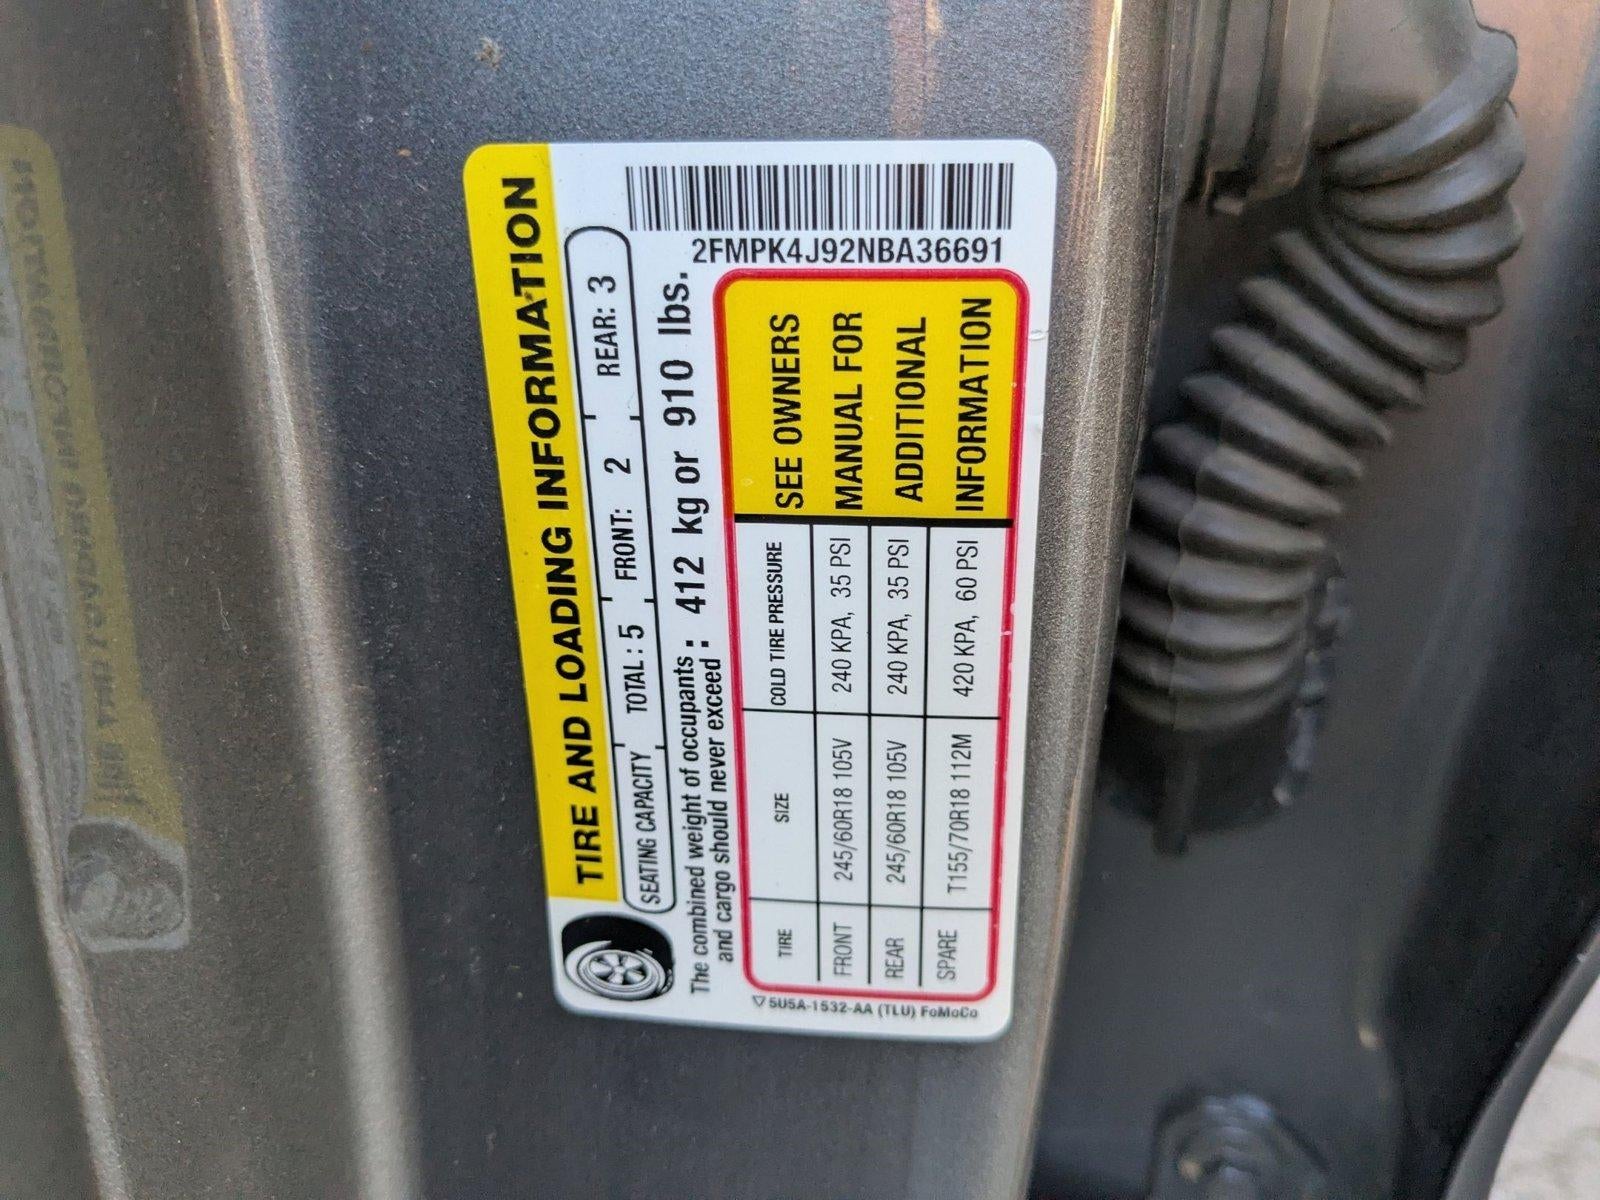 2FMPK4J92NBA36691
TIRE AND LOADING INFORMATION
SEATING CAPACITY TOTAL : 5 FRONT: 2 REAR: 3
The combined weight of occupants
and cargo should never exceed : 412 kg or 910 lbs.
TIRE SIZE COLD TIRE PRESSURE
FRONT 245/60R18 105V 240 KPA, 35 PSI
REAR 245/60R18 105V 240 KPA, 35 PSI
SPARE T155/70R18 112M 420 KPA, 60 PSI
SEE OWNERS
MANUAL FOR
ADDITIONAL
INFORMATION
5U5A-1532-AA (TLU) FoMoCo